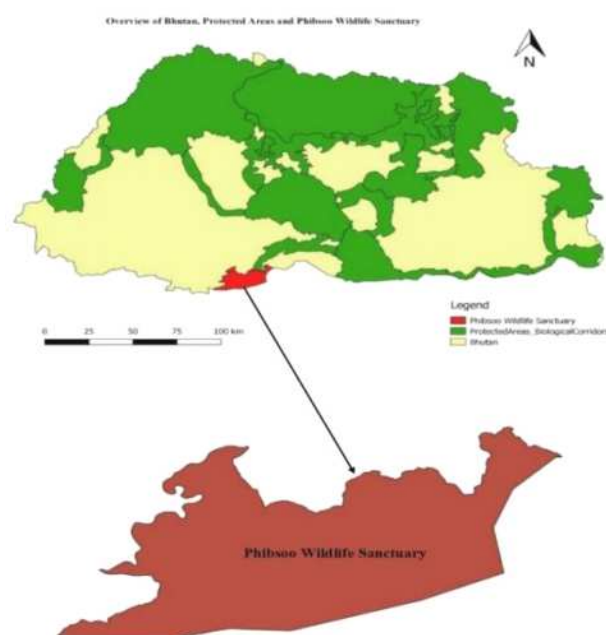 Overview of Bhutan, Protected Areas and Phibsoo Wildlife Sanctuary
N
Legend
Phibsoo Wildlife Sanctuary
ProtectedAreas_BiologicalCorridors
Bhutan
0 25 50 75 100 km
Phibsoo Wildlife Sanctuary